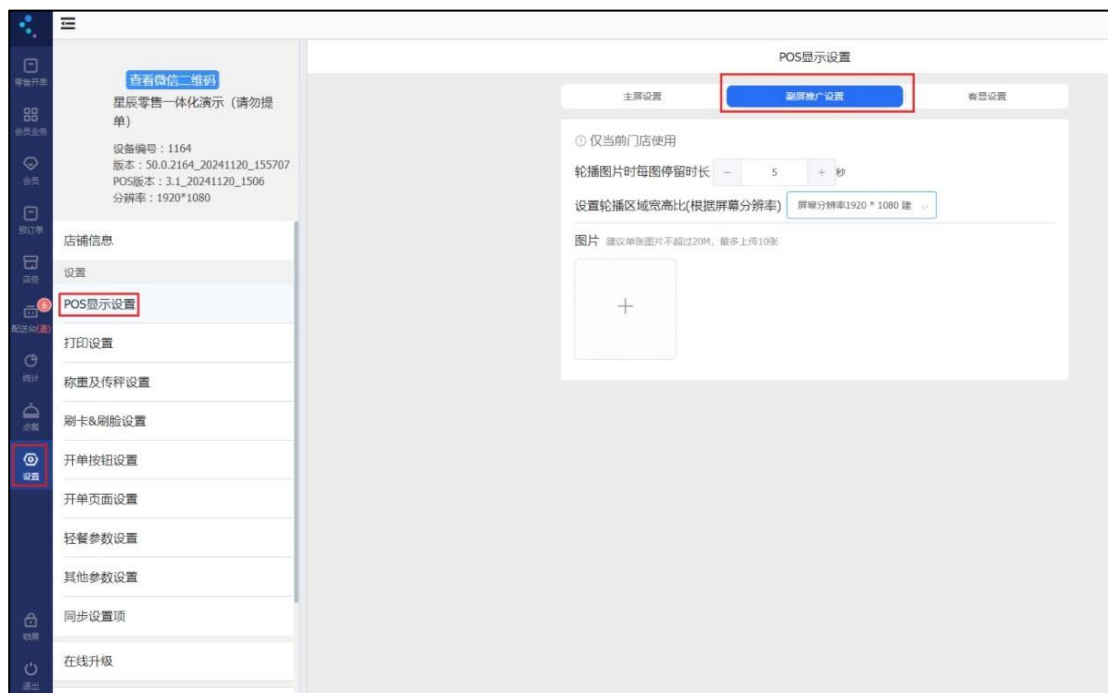 零售开单
会员业务
会员
预订单
店务
6
配送台(退)
统计
点餐
设置
锁屏
退出
查看微信二维码
星辰零售一体化演示（请勿提
单）
设备编号：1164
版本：50.0.2164_20241120_155707
POS版本：3.1_20241120_1506
分辨率：1920*1080
店铺信息
设置
POS显示设置
打印设置
称重及传秤设置
刷卡&刷脸设置
开单按钮设置
开单页面设置
轻餐参数设置
其他参数设置
同步设置项
在线升级
POS显示设置
主屏设置 副屏推广设置 客显设置
仅当前门店使用
轮播图片时每图停留时长 － 5 ＋ 秒
设置轮播区域宽高比(根据屏幕分辨率) 屏幕分辨率1920 * 1080 建
图片 建议单张图片不超过20M，最多上传10张